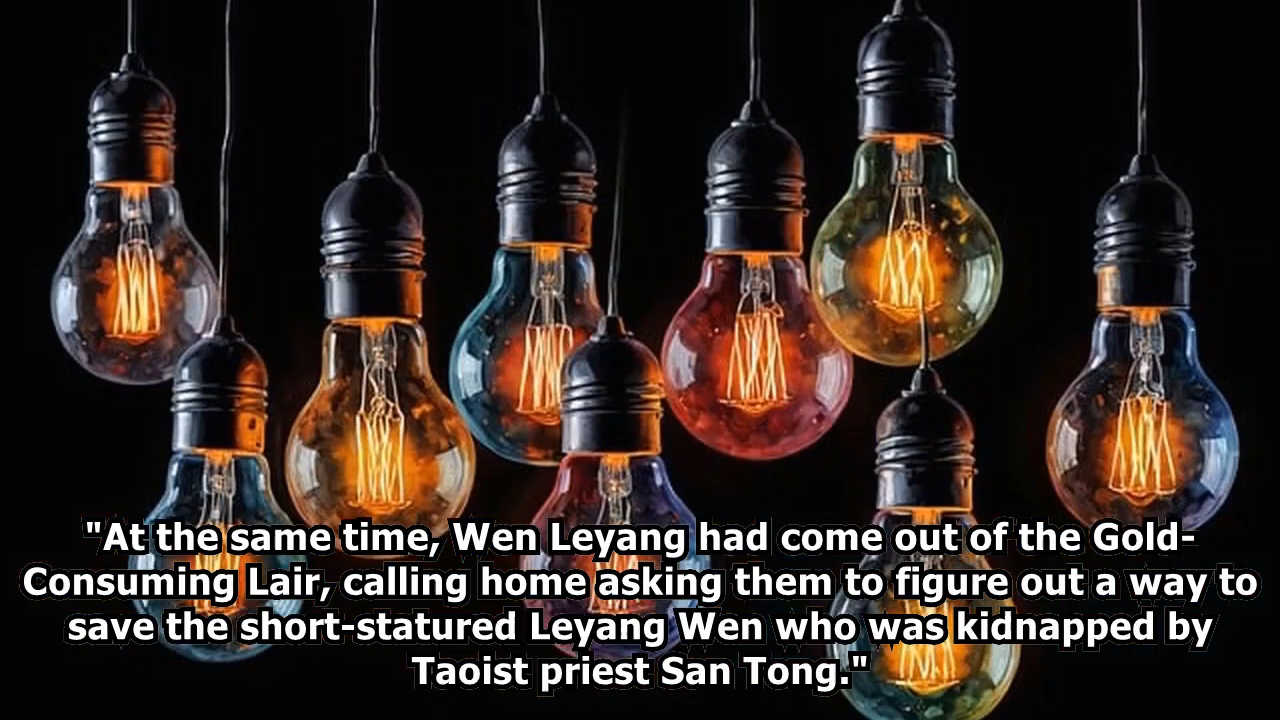 "At the same time, Wen Leyang had come out of the Gold-
Consuming Lair, calling home asking them to figure out a way to
save the short-statured Leyang Wen who was kidnapped by
Taoist priest San Tong."